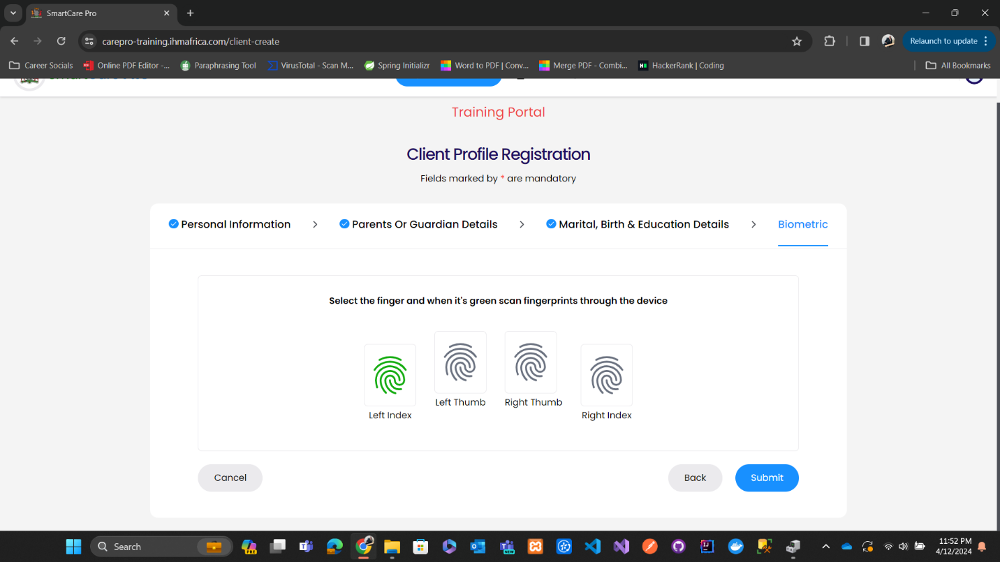 SmartCare Pro
carepro-training.ihmafrica.com/client-create
Relaunch to update
Career Socials
Online PDF Editor -...
Paraphrasing Tool
VirusTotal - Scan M...
Spring Initializr
Word to PDF | Conv...
Merge PDF - Combi...
HackerRank | Coding
All Bookmarks
Training Portal
Client Profile Registration
Fields marked by * are mandatory
Personal Information
Parents Or Guardian Details
Marital, Birth & Education Details
Biometric
Select the finger and when it's green scan fingerprints through the device
Left Index
Left Thumb
Right Thumb
Right Index
Cancel
Back
Submit
Search
PRE
NEW
11:52 PM
4/12/2024